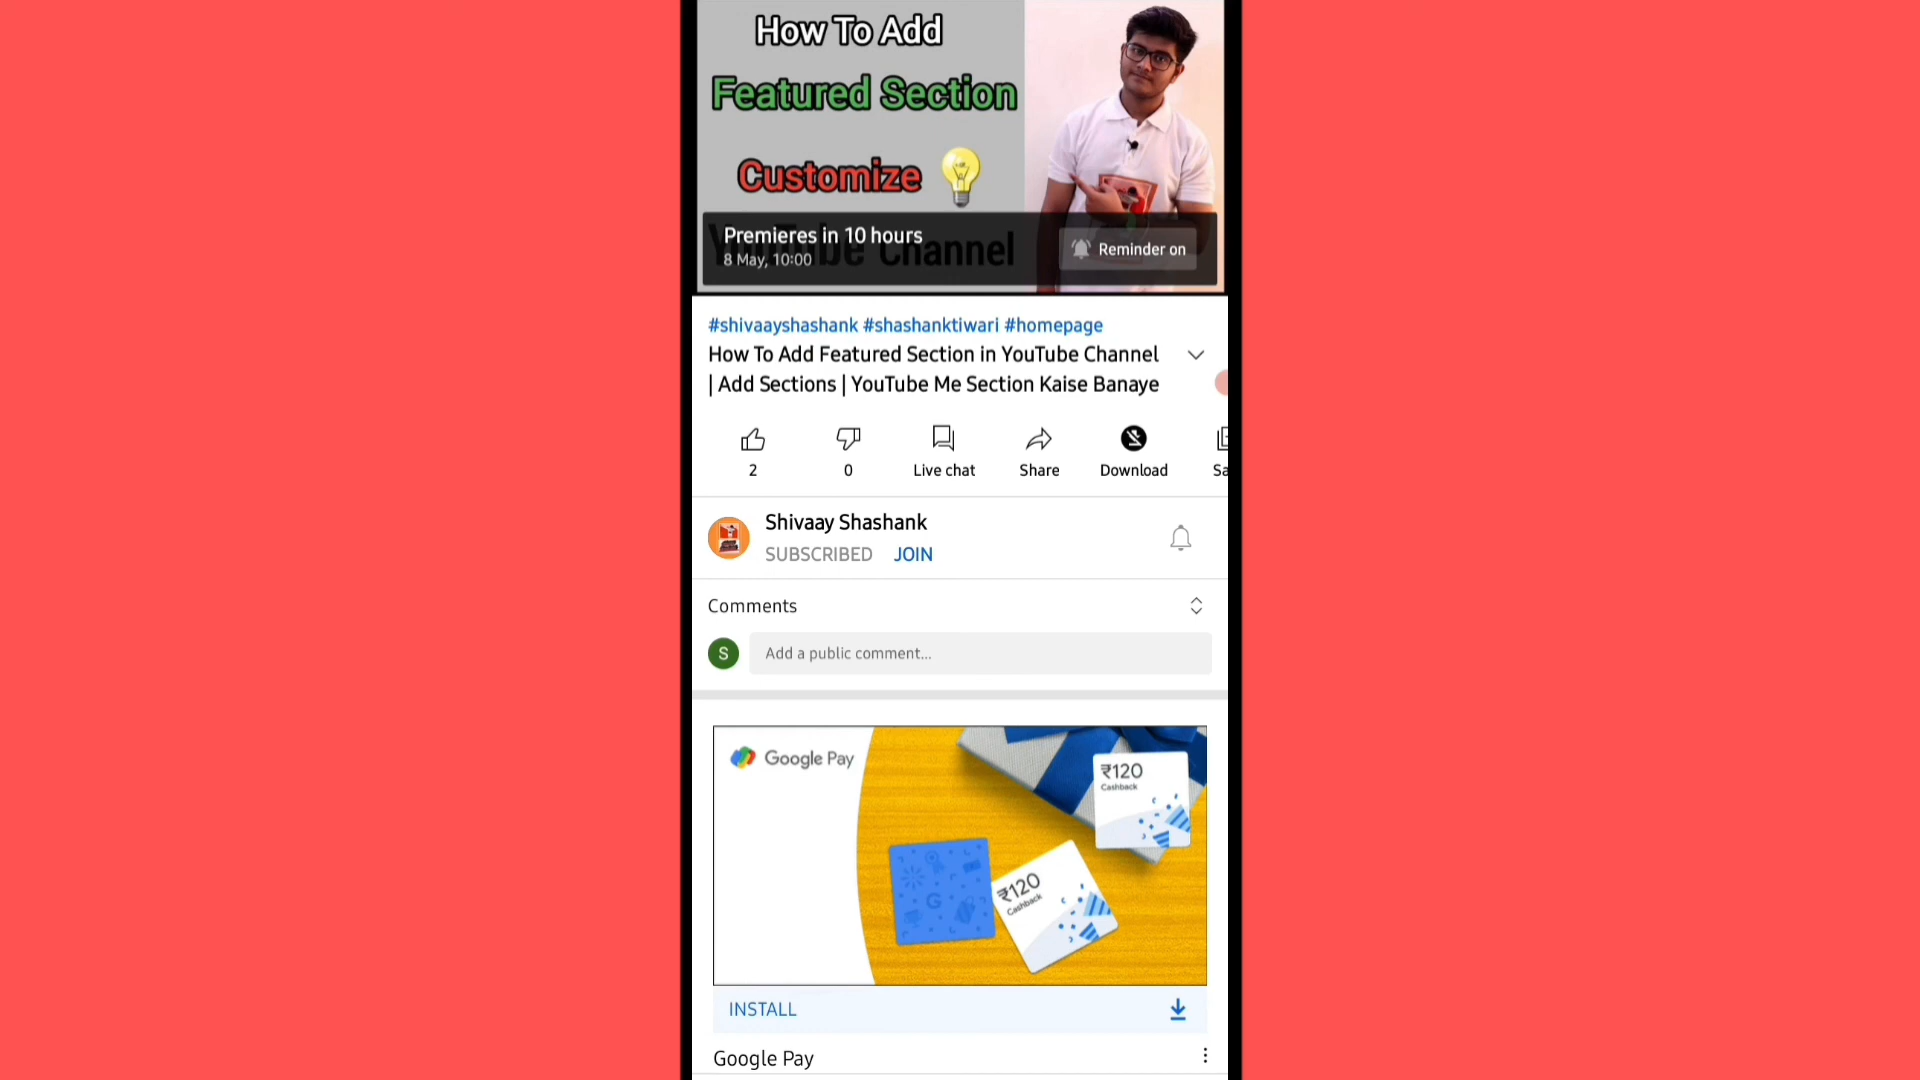 How To Add
Featured Section
Customize
YouTube Channel
Premieres in 10 hours
8 May, 10:00
Reminder on
#shivaayshashank #shashanktiwari #homepage
How To Add Featured Section in YouTube Channel
| Add Sections | YouTube Me Section Kaise Banaye
2
0
Live chat
Share
Download
Sa
Shivaay Shashank
SUBSCRIBED JOIN
Comments
S
Add a public comment...
Google Pay
₹120
Cashback
₹120
Cashback
G
INSTALL
Google Pay